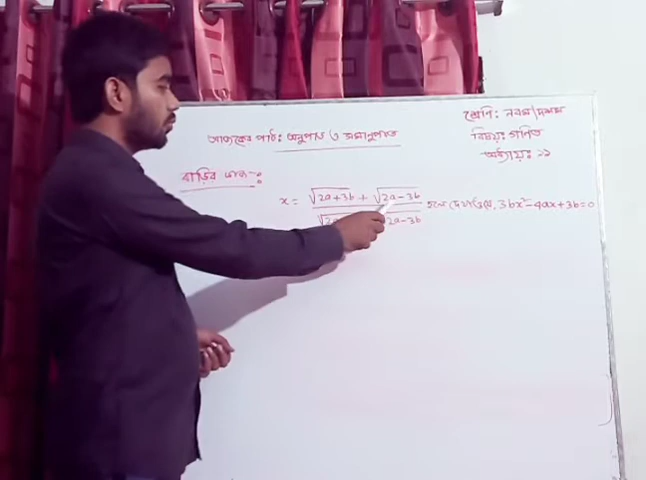 শ্রেণি: নবম/দশম
আজকের পাঠ: অনুপাত ও সমানুপাত
বিষয়: গণিত
অধ্যায়: ১১
বাড়ির কাজ:
x = (√(2a+3b) + √(2a-3b)) / (√2a 2a-3b) হলে দেখাও যে, 3bx²-4ax+3b=0